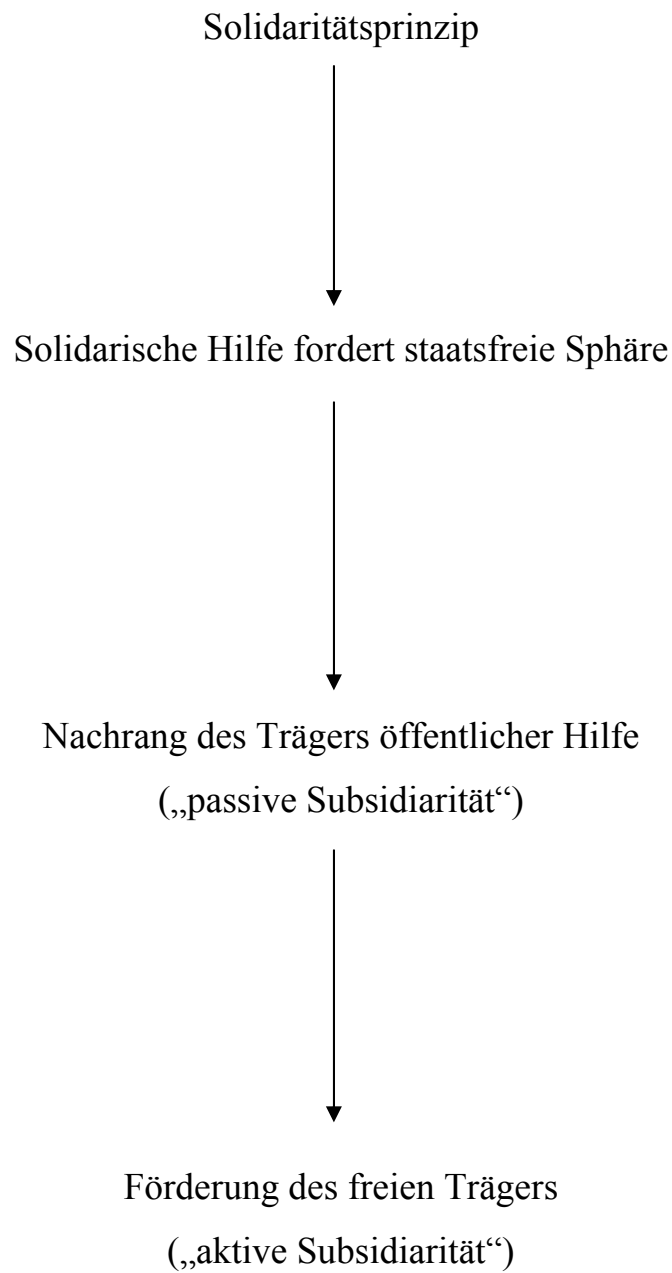 Solidaritätsprinzip
Solidarische Hilfe fordert staatsfreie Sphäre
Nachrang des Trägers öffentlicher Hilfe
(„passive Subsidiarität“)
Förderung des freien Trägers
(„aktive Subsidiarität“)